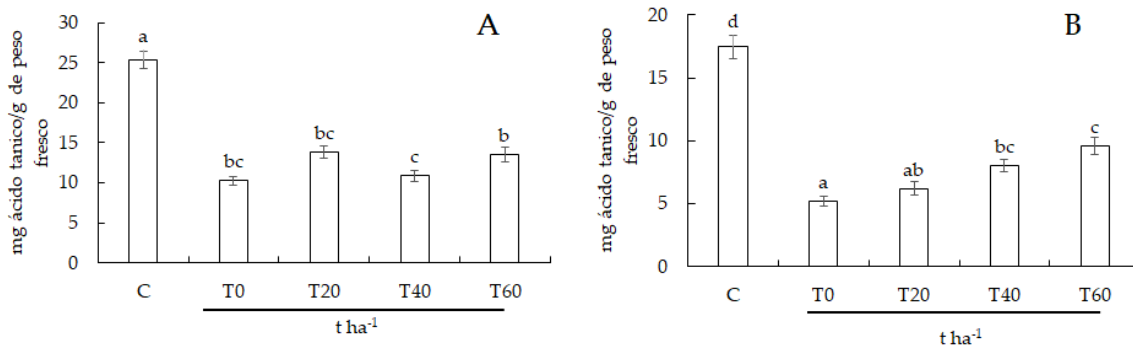 A
mg ácido tanico/g de peso
fresco
30
25
20
15
10
5
0
a
bc
bc
c
b
C T0 T20 T40 T60
t ha-1
B
mg ácido tanico/g de peso
fresco
20
15
10
5
0
d
a
ab
bc
c
C T0 T20 T40 T60
t ha-1